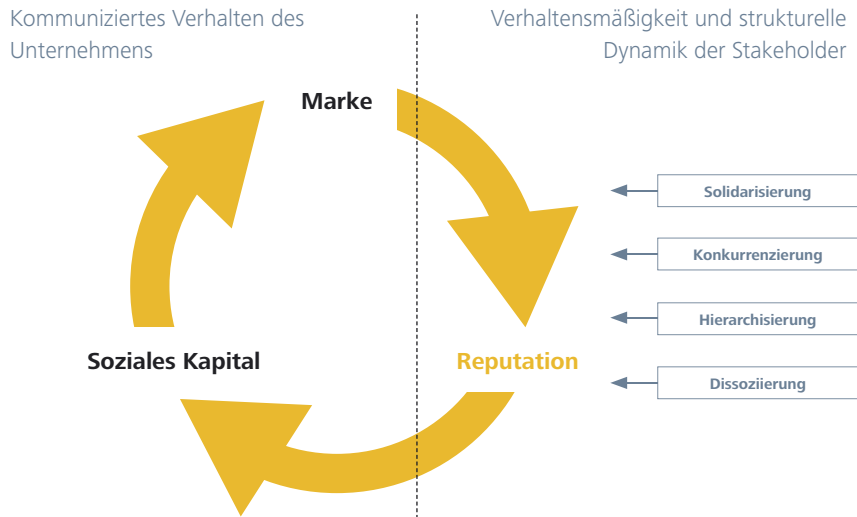 Kommuniziertes Verhalten des
Unternehmens
Verhaltensmäßigkeit und strukturelle
Dynamik der Stakeholder
Marke
Solidarisierung
Konkurrenzierung
Hierarchisierung
Soziales Kapital
Reputation
Dissoziierung